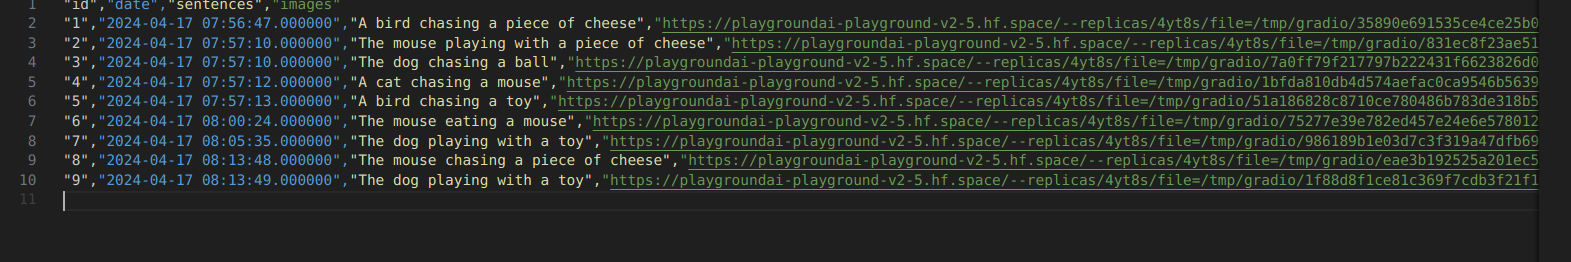 1 "id","date","sentences","images"
2 "1","2024-04-17 07:56:47.000000","A bird chasing a piece of cheese","https://playgroundai-playground-v2-5.hf.space/--replicas/4yt8s/file=/tmp/gradio/35890e691535ce4ce25b0
3 "2","2024-04-17 07:57:10.000000","The mouse playing with a piece of cheese","https://playgroundai-playground-v2-5.hf.space/--replicas/4yt8s/file=/tmp/gradio/831ec8f23ae51
4 "3","2024-04-17 07:57:10.000000","The dog chasing a ball","https://playgroundai-playground-v2-5.hf.space/--replicas/4yt8s/file=/tmp/gradio/7a0ff79f217797b222431f6623826d0
5 "4","2024-04-17 07:57:12.000000","A cat chasing a mouse","https://playgroundai-playground-v2-5.hf.space/--replicas/4yt8s/file=/tmp/gradio/1bfda810db4d574aefac0ca9546b5639
6 "5","2024-04-17 07:57:13.000000","A bird chasing a toy","https://playgroundai-playground-v2-5.hf.space/--replicas/4yt8s/file=/tmp/gradio/51a186828c8710ce780486b783de318b5
7 "6","2024-04-17 08:00:24.000000","The mouse eating a mouse","https://playgroundai-playground-v2-5.hf.space/--replicas/4yt8s/file=/tmp/gradio/75277e39e782ed457e24e6e578012
8 "7","2024-04-17 08:05:35.000000","The dog playing with a toy","https://playgroundai-playground-v2-5.hf.space/--replicas/4yt8s/file=/tmp/gradio/986189b1e03d7c3f319a47dfb69
9 "8","2024-04-17 08:13:48.000000","The mouse chasing a piece of cheese","https://playgroundai-playground-v2-5.hf.space/--replicas/4yt8s/file=/tmp/gradio/eae3b192525a201ec5
10 "9","2024-04-17 08:13:49.000000","The dog playing with a toy","https://playgroundai-playground-v2-5.hf.space/--replicas/4yt8s/file=/tmp/gradio/1f88d8f1ce81c369f7cdb3f21f1
11